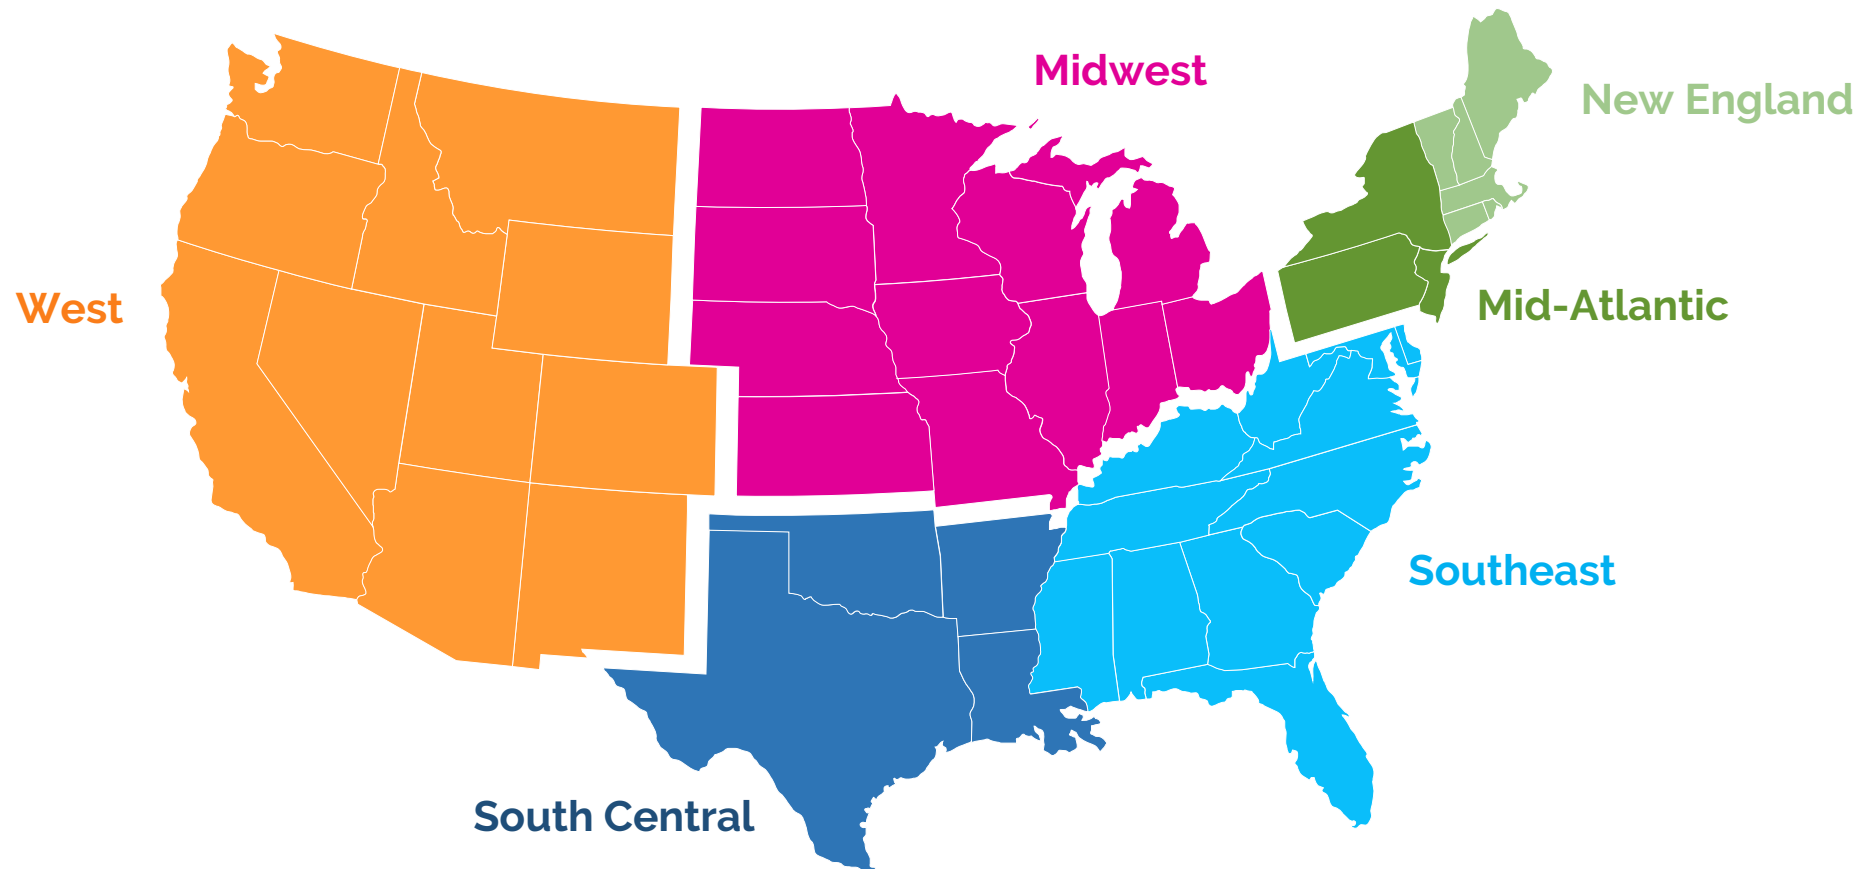 Midwest
New England
West
Mid-Atlantic
Southeast
South Central